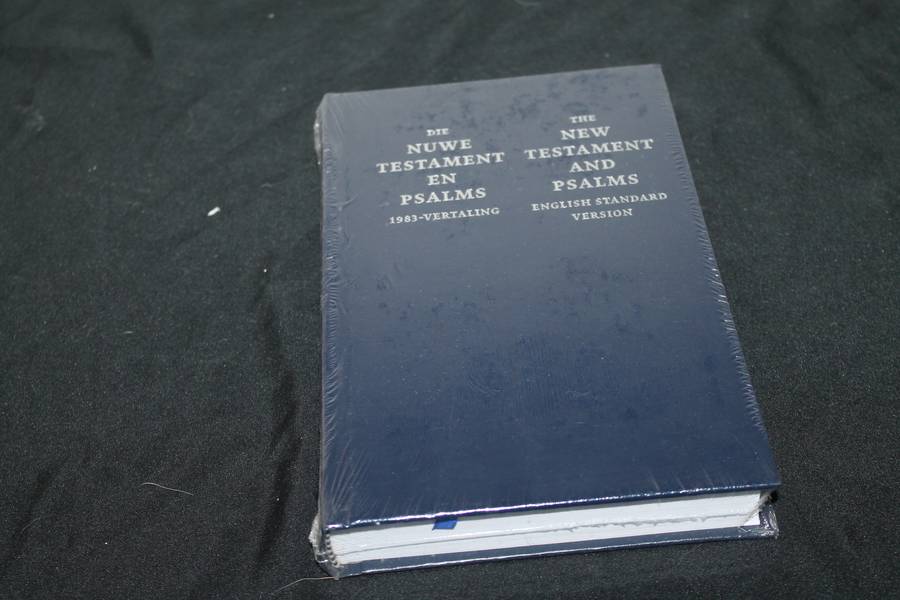 DIE
NUWE
TESTAMENT
EN
PSALMS
1983-VERTALING
THE
NEW
TESTAMENT
AND
PSALMS
ENGLISH STANDARD
VERSION